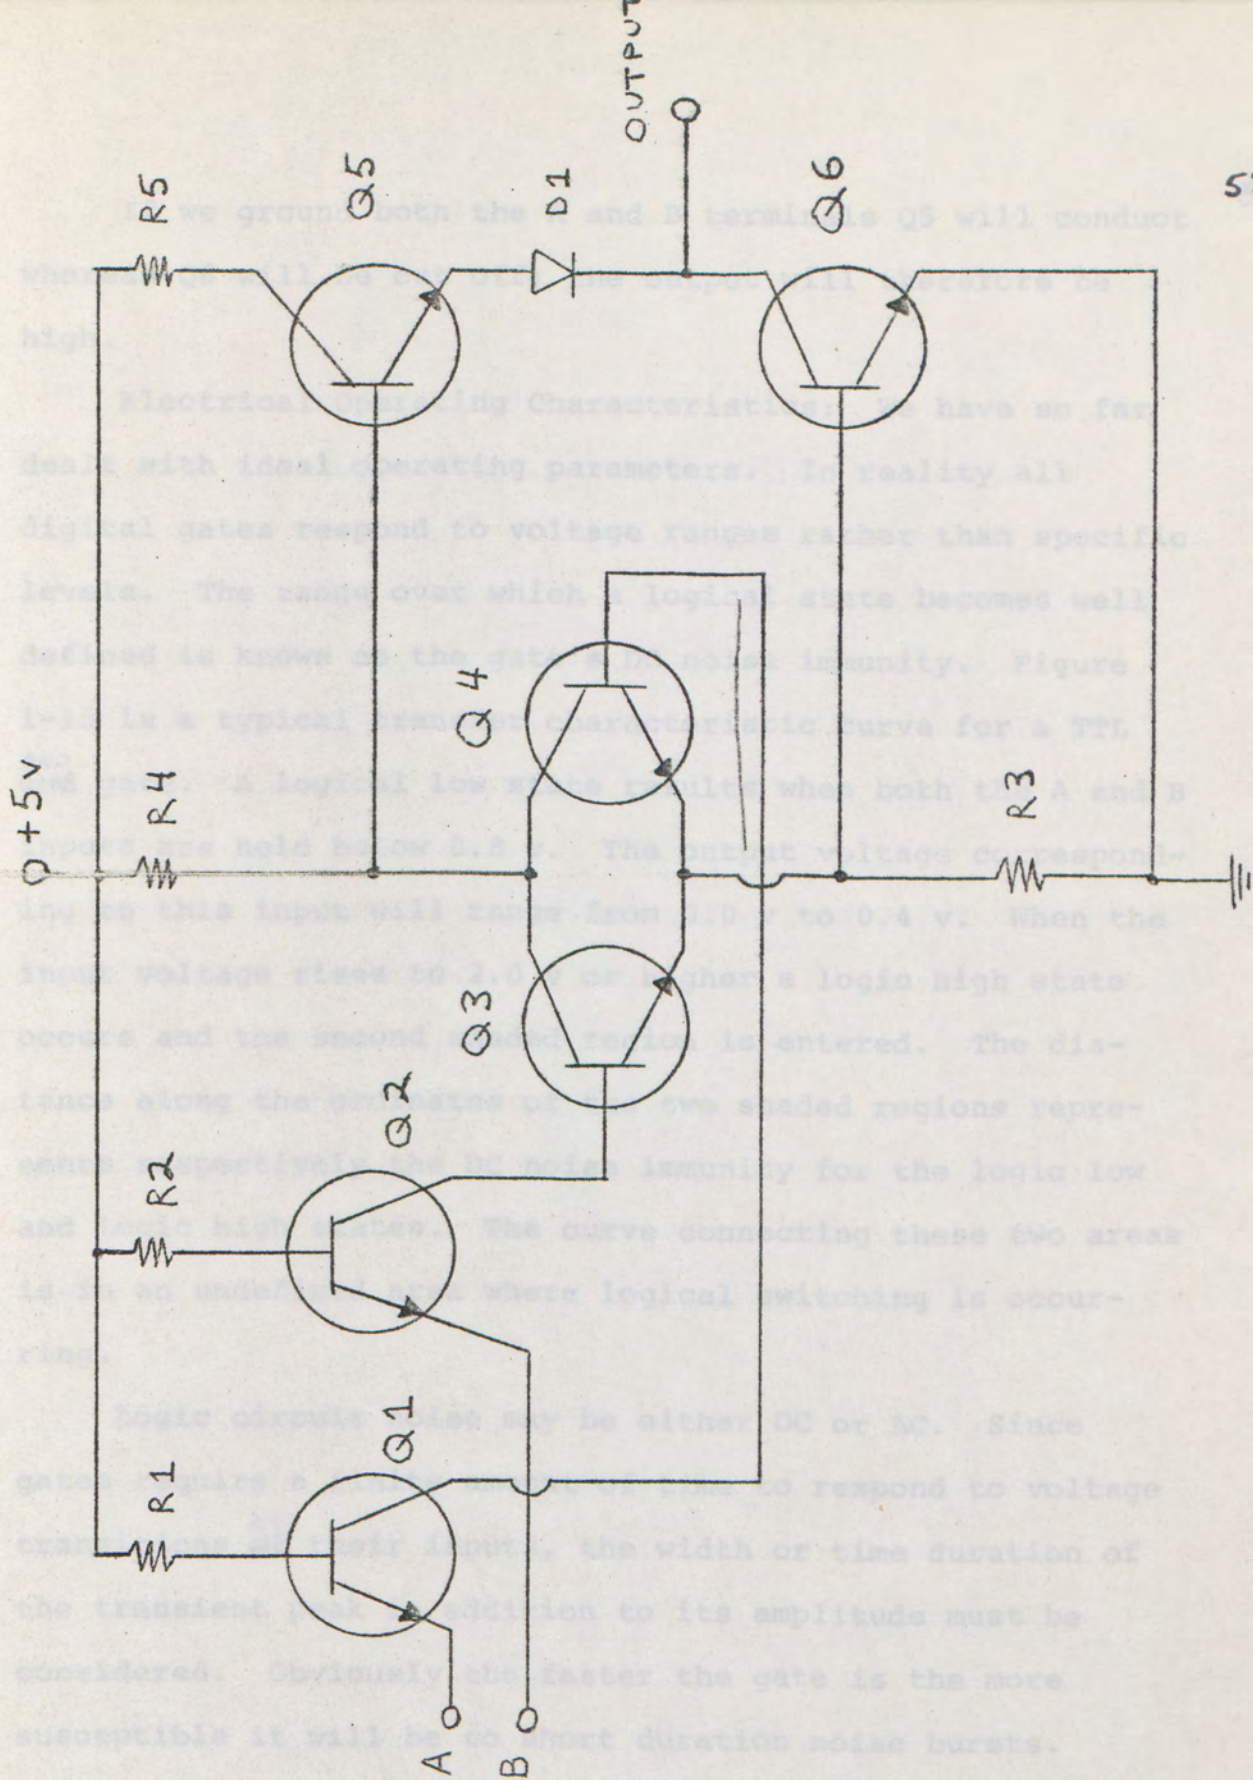 OUTPUT
R5
Q5
D1
Q6
+5v
R4
Q4
R3
Q3
Q2
R2
R1
Q1
A
B
we ground both the A and B terminals Q5 will conduct
will be cut off. The output will therefore be
high.
Electrical Operating Characteristics: We have so far
dealt with ideal operating parameters. In reality all
digital gates respond to voltage ranges rather than specific
levels. The range over which a logical state becomes well
defined is known as the gate's DC noise immunity. Figure
is a typical transfer characteristic curve for a TTL
gate. A logical low state results when both the A and B
inputs are held below 0.8 v. The output voltage correspond-
ing to this input will range from 0.0 v to 0.4 v. When the
input voltage rises to 2.0 v or higher a logic high state
occurs and the second shaded region is entered. The dis-
tance along the ordinates of the two shaded regions repre-
sents respectively the DC noise immunity for the logic low
and logic high states. The curve connecting these two areas
is in an undefined area where logical switching is occur-
ring.
Logic circuit noise may be either DC or AC. Since
gates require a finite amount of time to respond to voltage
transitions their inputs, the width or time duration of
the transient peak in addition to its amplitude must be
considered. Obviously the faster the gate is the more
susceptible it will be to short duration noise bursts.